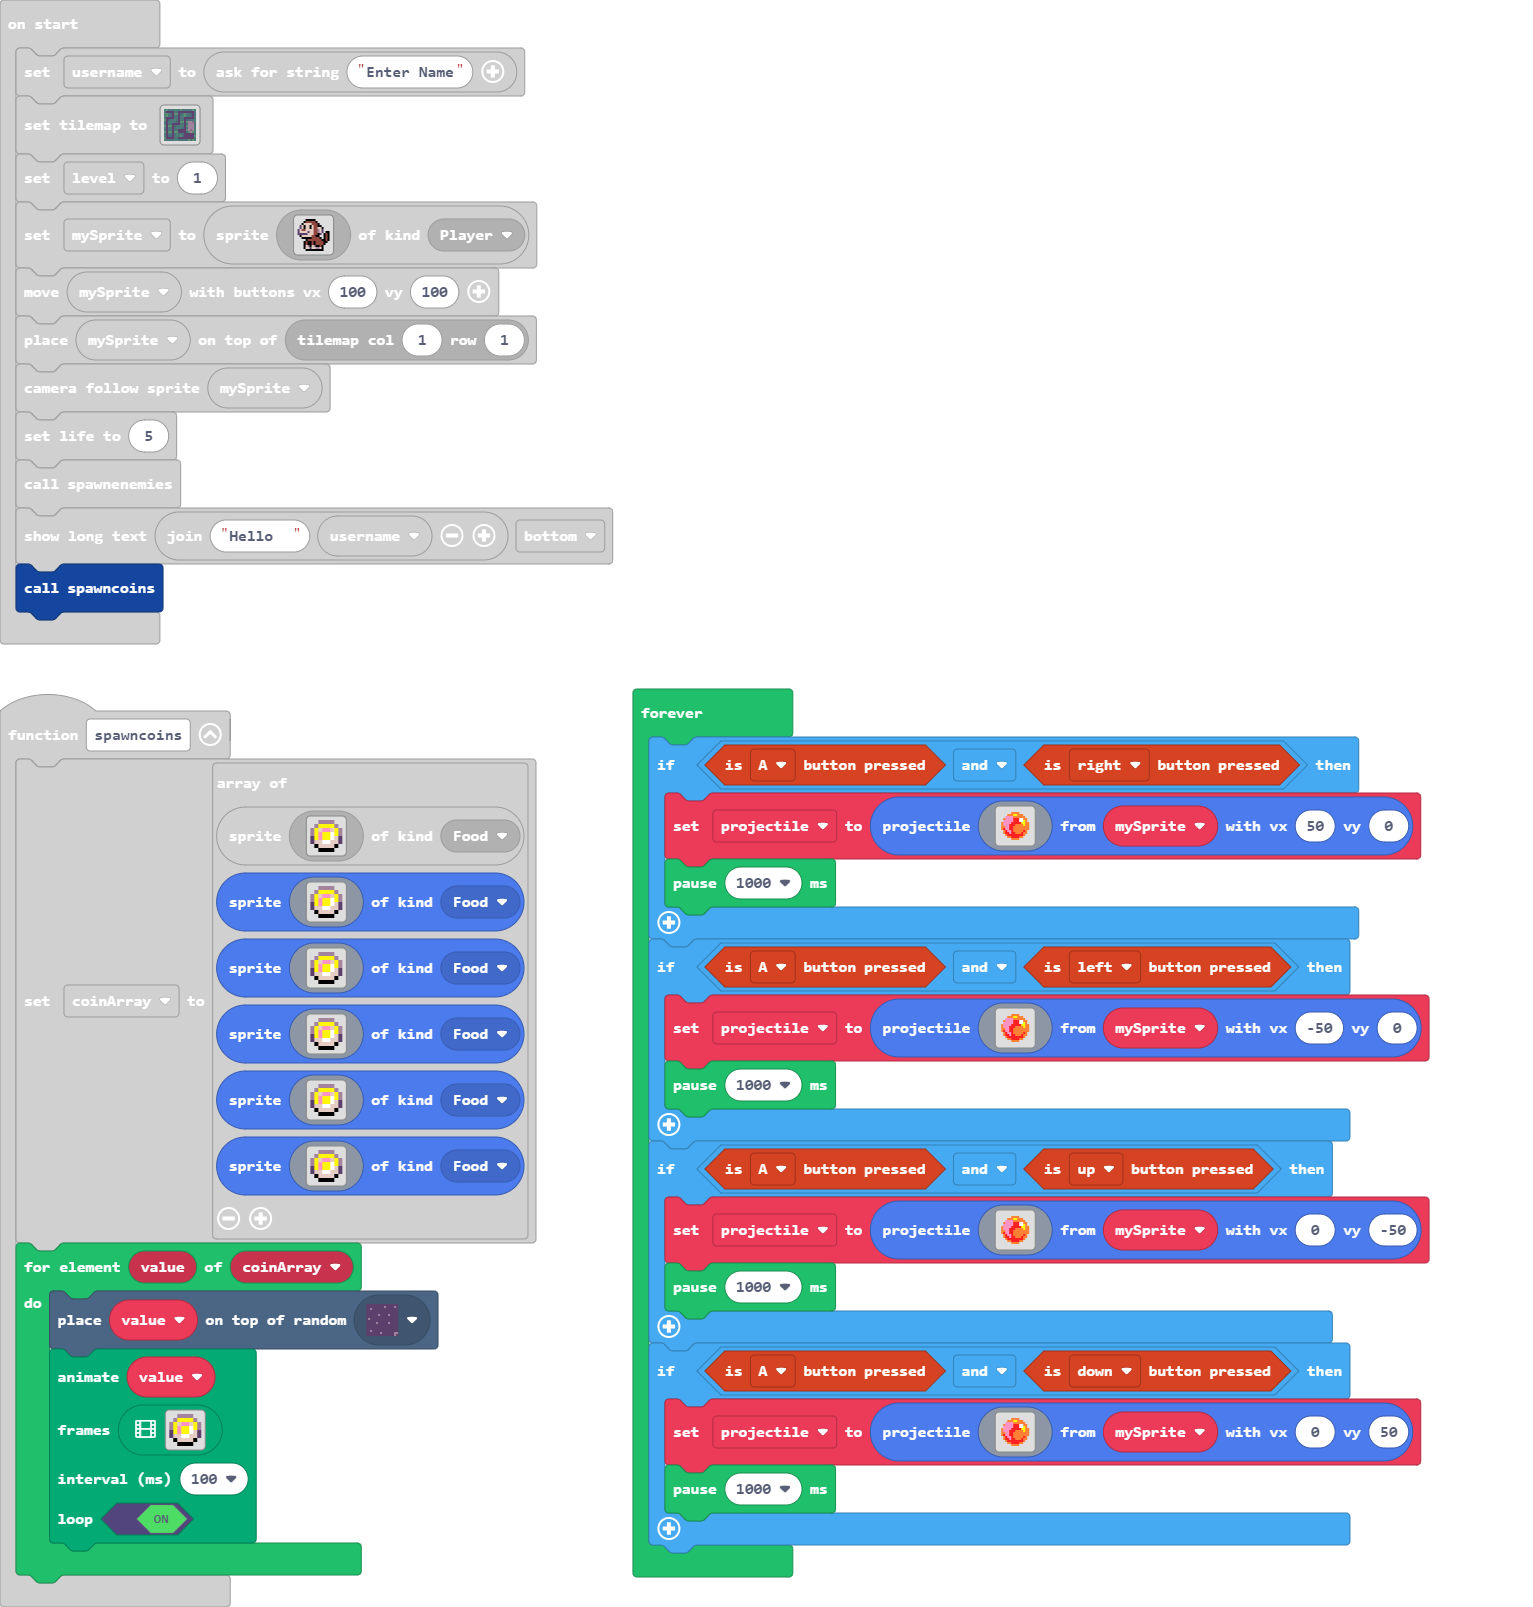 on start
set username to ask for string "Enter Name"
set tilemap to
set level to 1
set mySprite to sprite of kind Player
move mySprite with buttons vx 100 vy 100
place mySprite on top of tilemap col 1 row 1
camera follow sprite mySprite
set life to 5
call spawnenemies
show long text join "Hello " username bottom
call spawncoins
function spawncoins
set coinArray to
array of
sprite of kind Food
sprite of kind Food
sprite of kind Food
sprite of kind Food
sprite of kind Food
sprite of kind Food
for element value of coinArray
do
place value on top of random
animate value
frames
interval (ms) 100
loop ON
forever
if is A button pressed and is right button pressed then
set projectile to projectile from mySprite with vx 50 vy 0
pause 1000 ms
if is A button pressed and is left button pressed then
set projectile to projectile from mySprite with vx -50 vy 0
pause 1000 ms
if is A button pressed and is up button pressed then
set projectile to projectile from mySprite with vx 0 vy -50
pause 1000 ms
if is A button pressed and is down button pressed then
set projectile to projectile from mySprite with vx 0 vy 50
pause 1000 ms